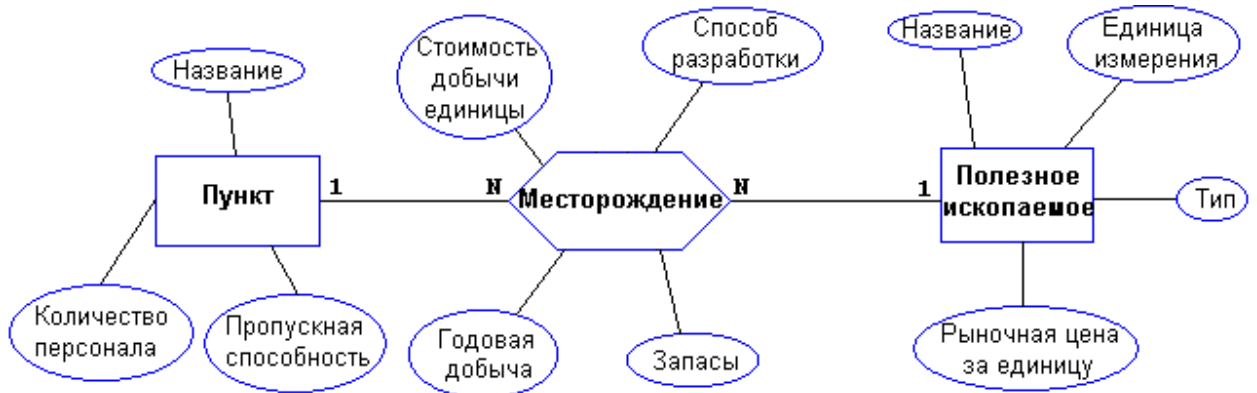 Название
Стоимость
добычи
единицы
Способ
разработки
Название
Единица
измерения
Пункт
1
N
Месторождение
N
1
Полезное
ископаемое
Тип
Количество
персонала
Пропускная
способность
Годовая
добыча
Запасы
Рыночная цена
за единицу